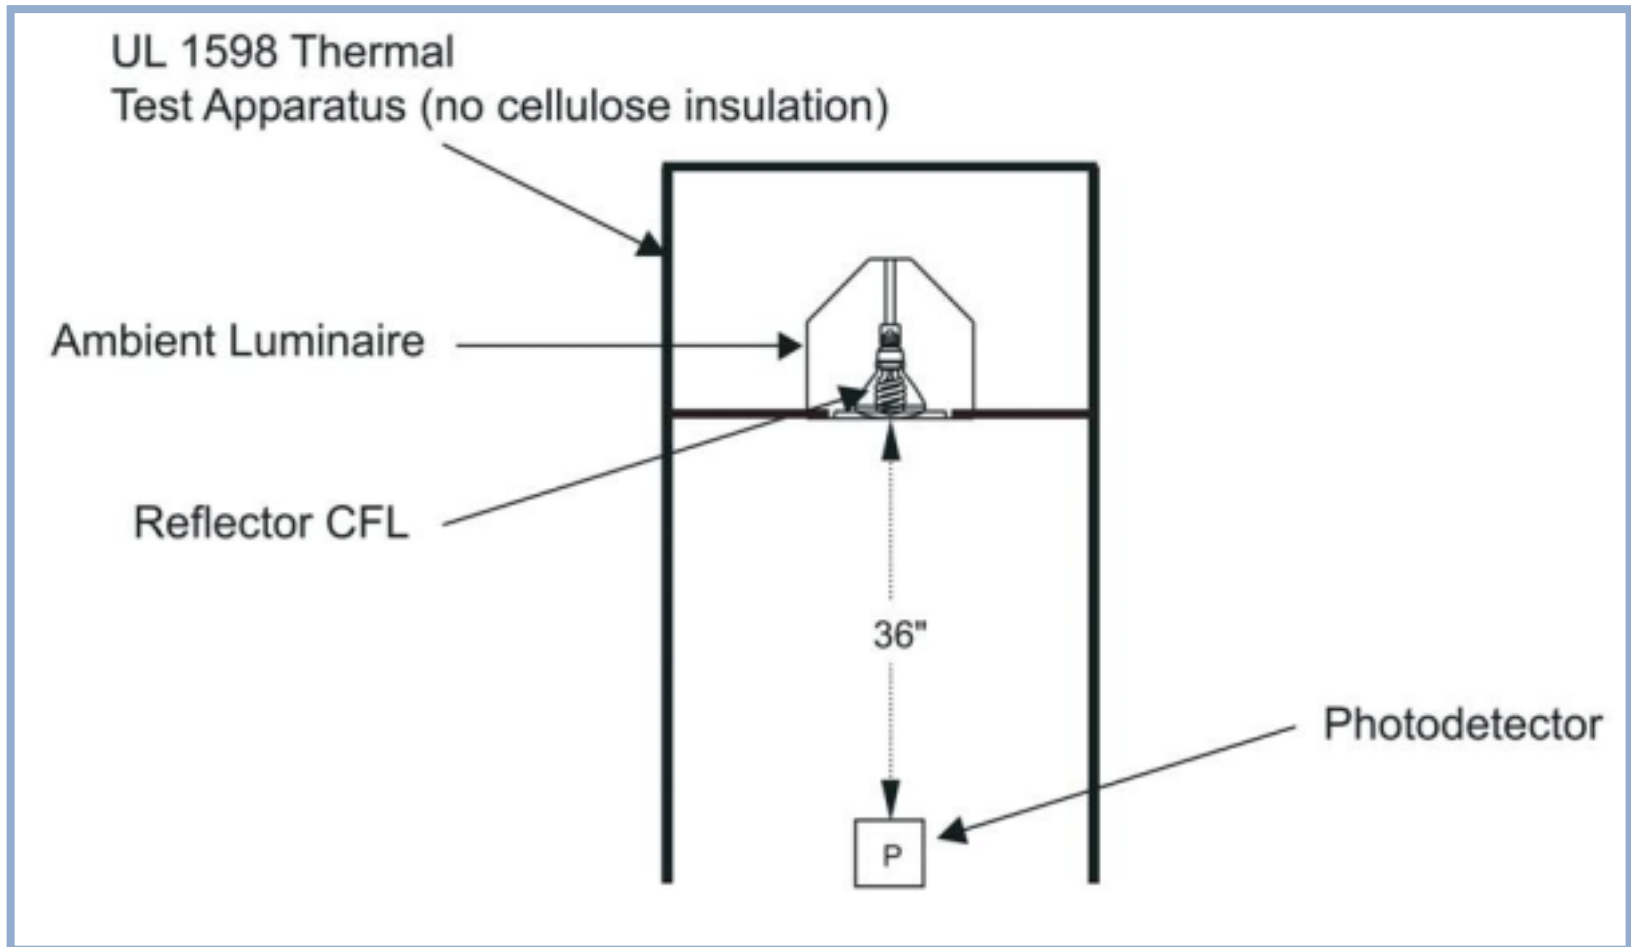 UL 1598 Thermal
Test Apparatus (no cellulose insulation)
Ambient Luminaire
Reflector CFL
36"
Photodetector
P